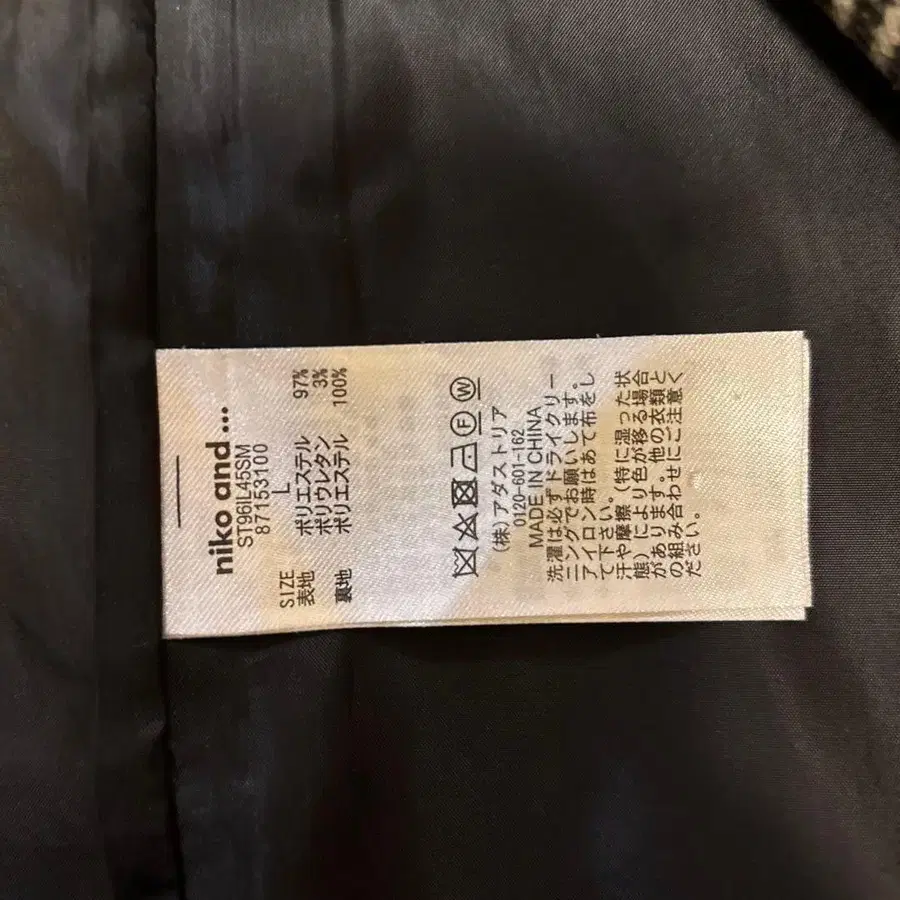 niko and...
ST96IL45SM
87153100
SIZE L
表地 ポリエステル 97%
ポリウレタン 3%
裏地 ポリエステル 100%
W
F
(株)アダストリア
0120-601-162
MADE IN CHINA
洗濯は必ずドライクリー
ニングでお願いします。
アイロン時はあて布をし
て下さい。(特に湿った状
汗や摩擦により色が移る場合
態)があります。他の衣類と
の組み合わせにご注意く
ださい。